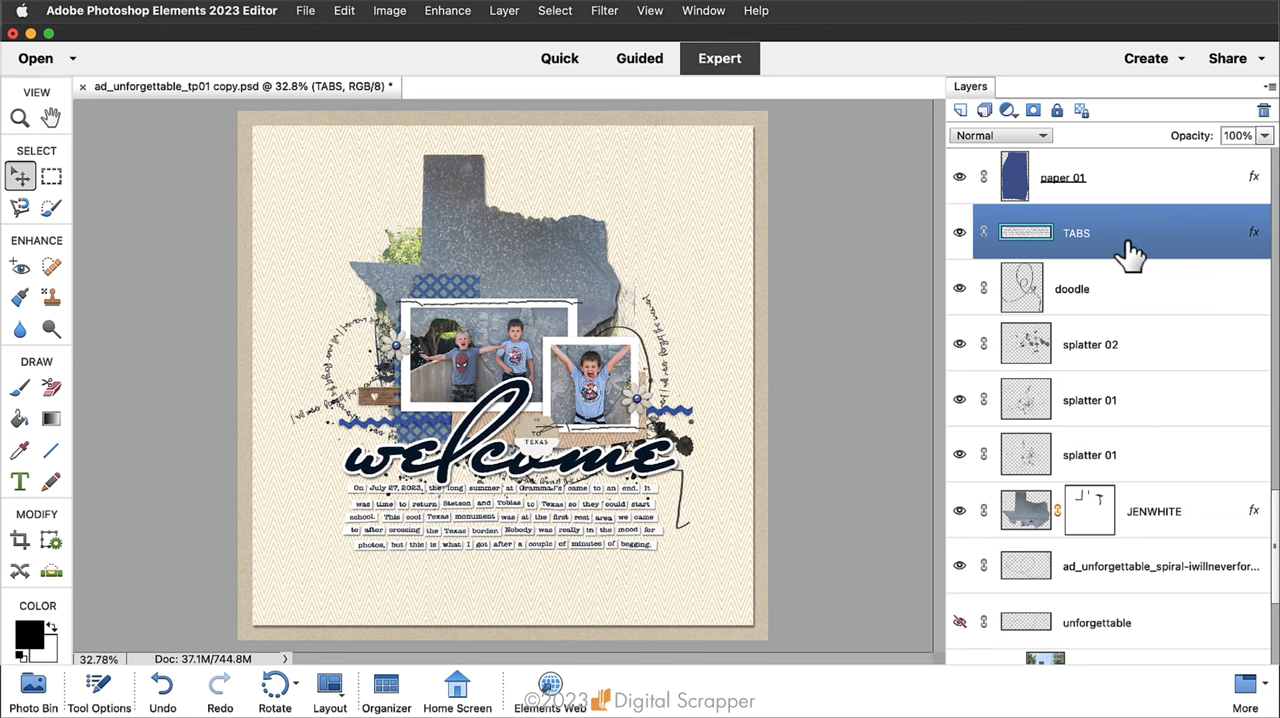 Adobe Photoshop Elements 2023 Editor File Edit Image Enhance Layer Select Filter View Window Help
Open Quick Guided Expert Create Share
× ad_unforgettable_tp01 copy.psd @ 32.8% (TABS, RGB/8) *
VIEW
SELECT
ENHANCE
DRAW
T
MODIFY
COLOR
Layers
Normal Opacity: 100%
paper 01 fx
TABS fx
doodle
splatter 02
splatter 01
splatter 01
JENWHITE fx
ad_unforgettable_spiral-iwillneverfor...
unforgettable
TO
TEXAS
welcome
On July 27, 2023, the long summer at GrammaJ's came to an end. It
was time to return Stetson and Tobias to Texas so they could start
school. This cool Texas monument was at the first rest area we came
to after crossing the Texas border. Nobody was really in the mood for
photos, but this is what I got after a couple of minutes of begging.
32.78% Doc: 37.1M/744.8M
Photo Bin Tool Options Undo Redo Rotate Layout Organizer Home Screen Elements Web More
©2023 Digital Scrapper